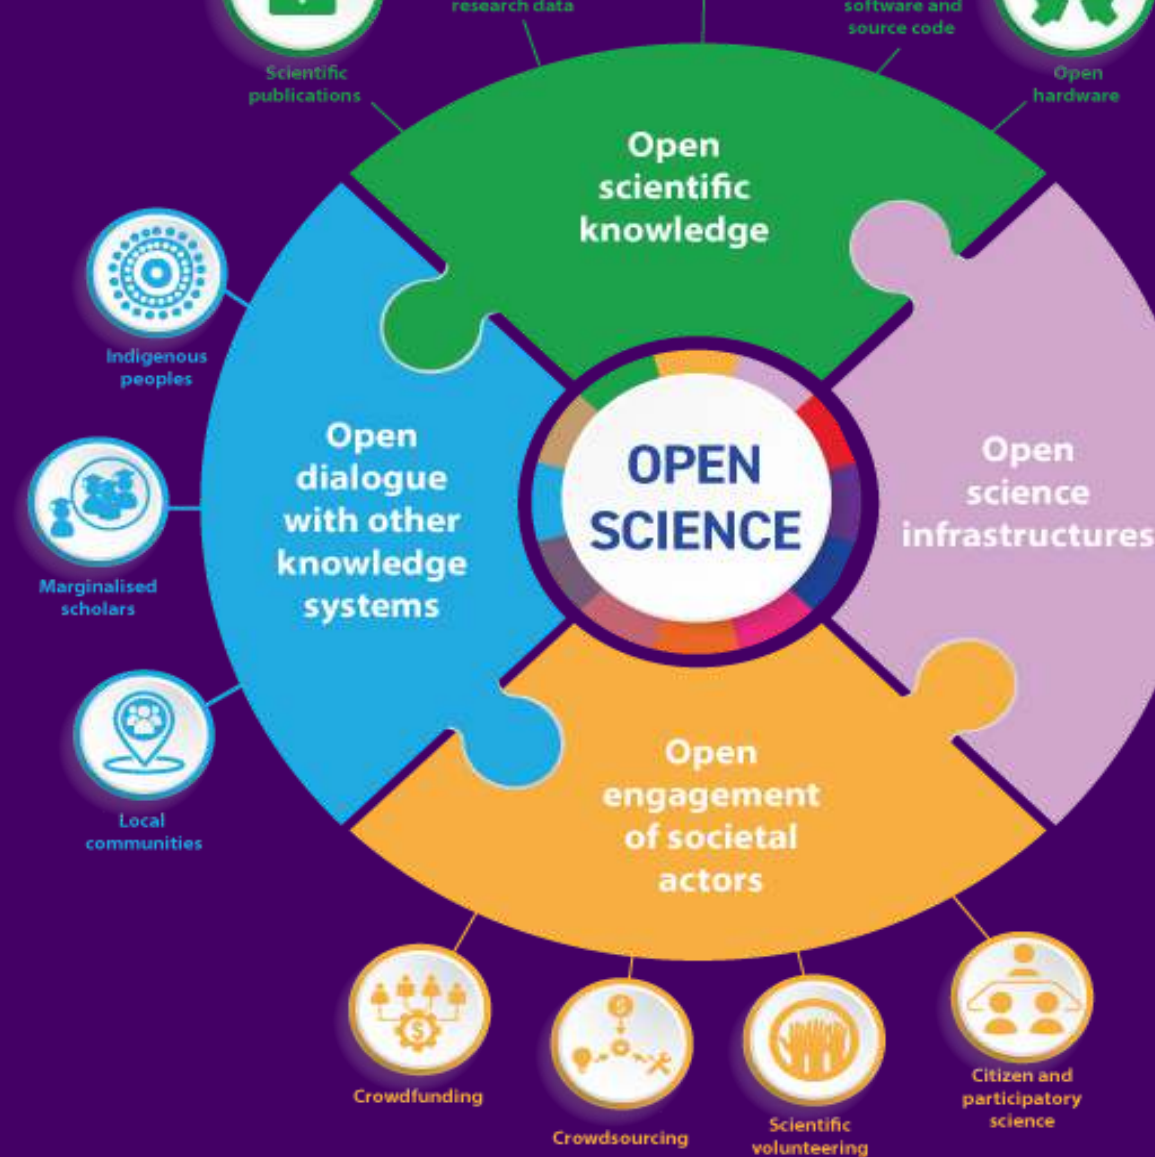 research data
software and
source code
Scientific
publications
Open
hardware
Open
scientific
knowledge
Indigenous
peoples
Marginalised
scholars
Local
communities
Open
dialogue
with other
knowledge
systems
OPEN
SCIENCE
Open
science
infrastructures
Open
engagement
of societal
actors
Crowdfunding
Crowdsourcing
Scientific
volunteering
Citizen and
participatory
science
$
$